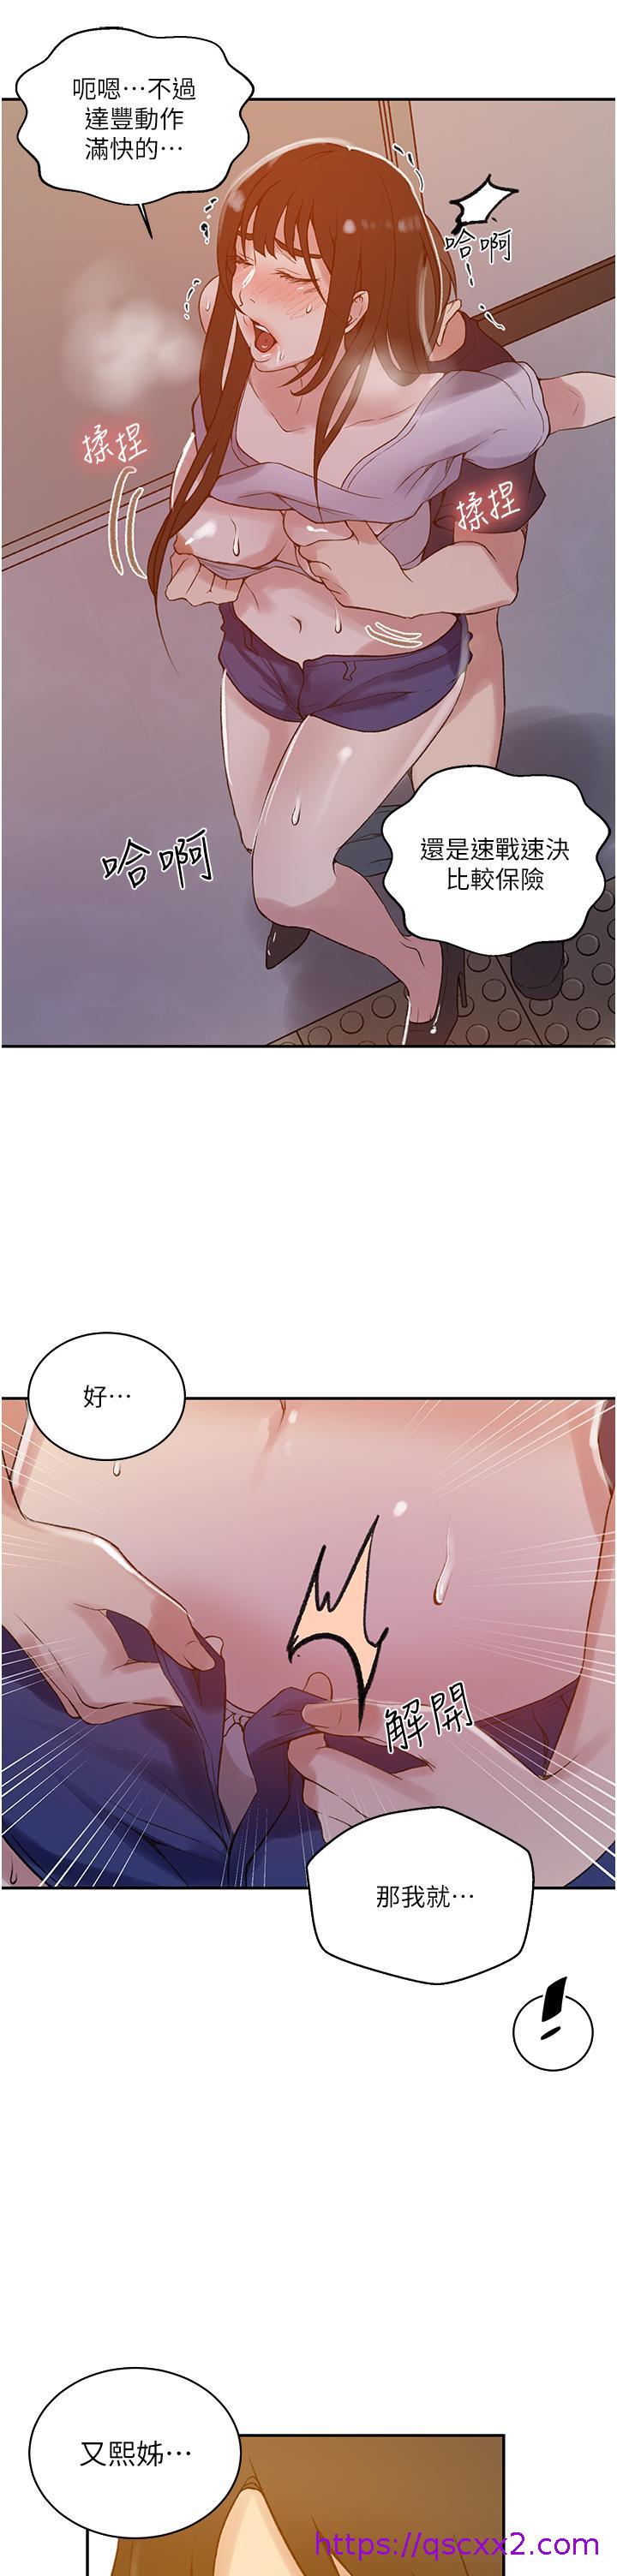 呃嗯…不過
達豐動作
滿快的…
哈啊
揉捏
揉捏
哈啊
還是速戰速決
比較保險
好…
解開
那我就…
!
又熙姊…
https://qscxx2.com